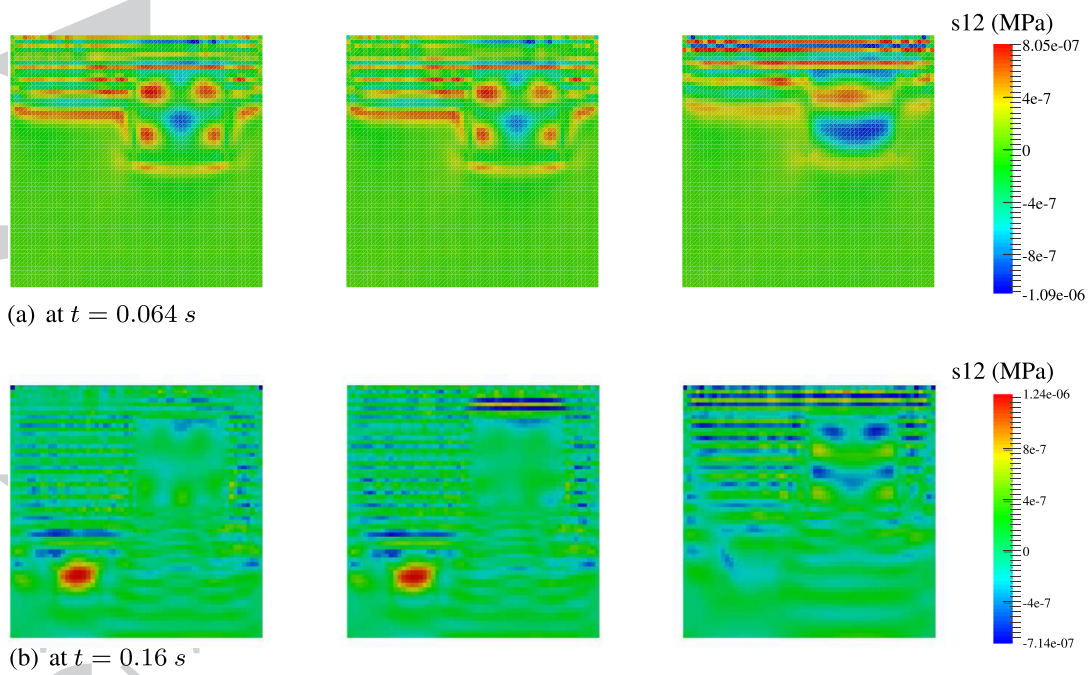 s12 (MPa)
8.05e-07
4e-7
0
-4e-7
-8e-7
-1.09e-06
(a) at t = 0.064 s
s12 (MPa)
1.24e-06
8e-7
4e-7
0
-4e-7
-7.14e-07
(b) at t = 0.16 s